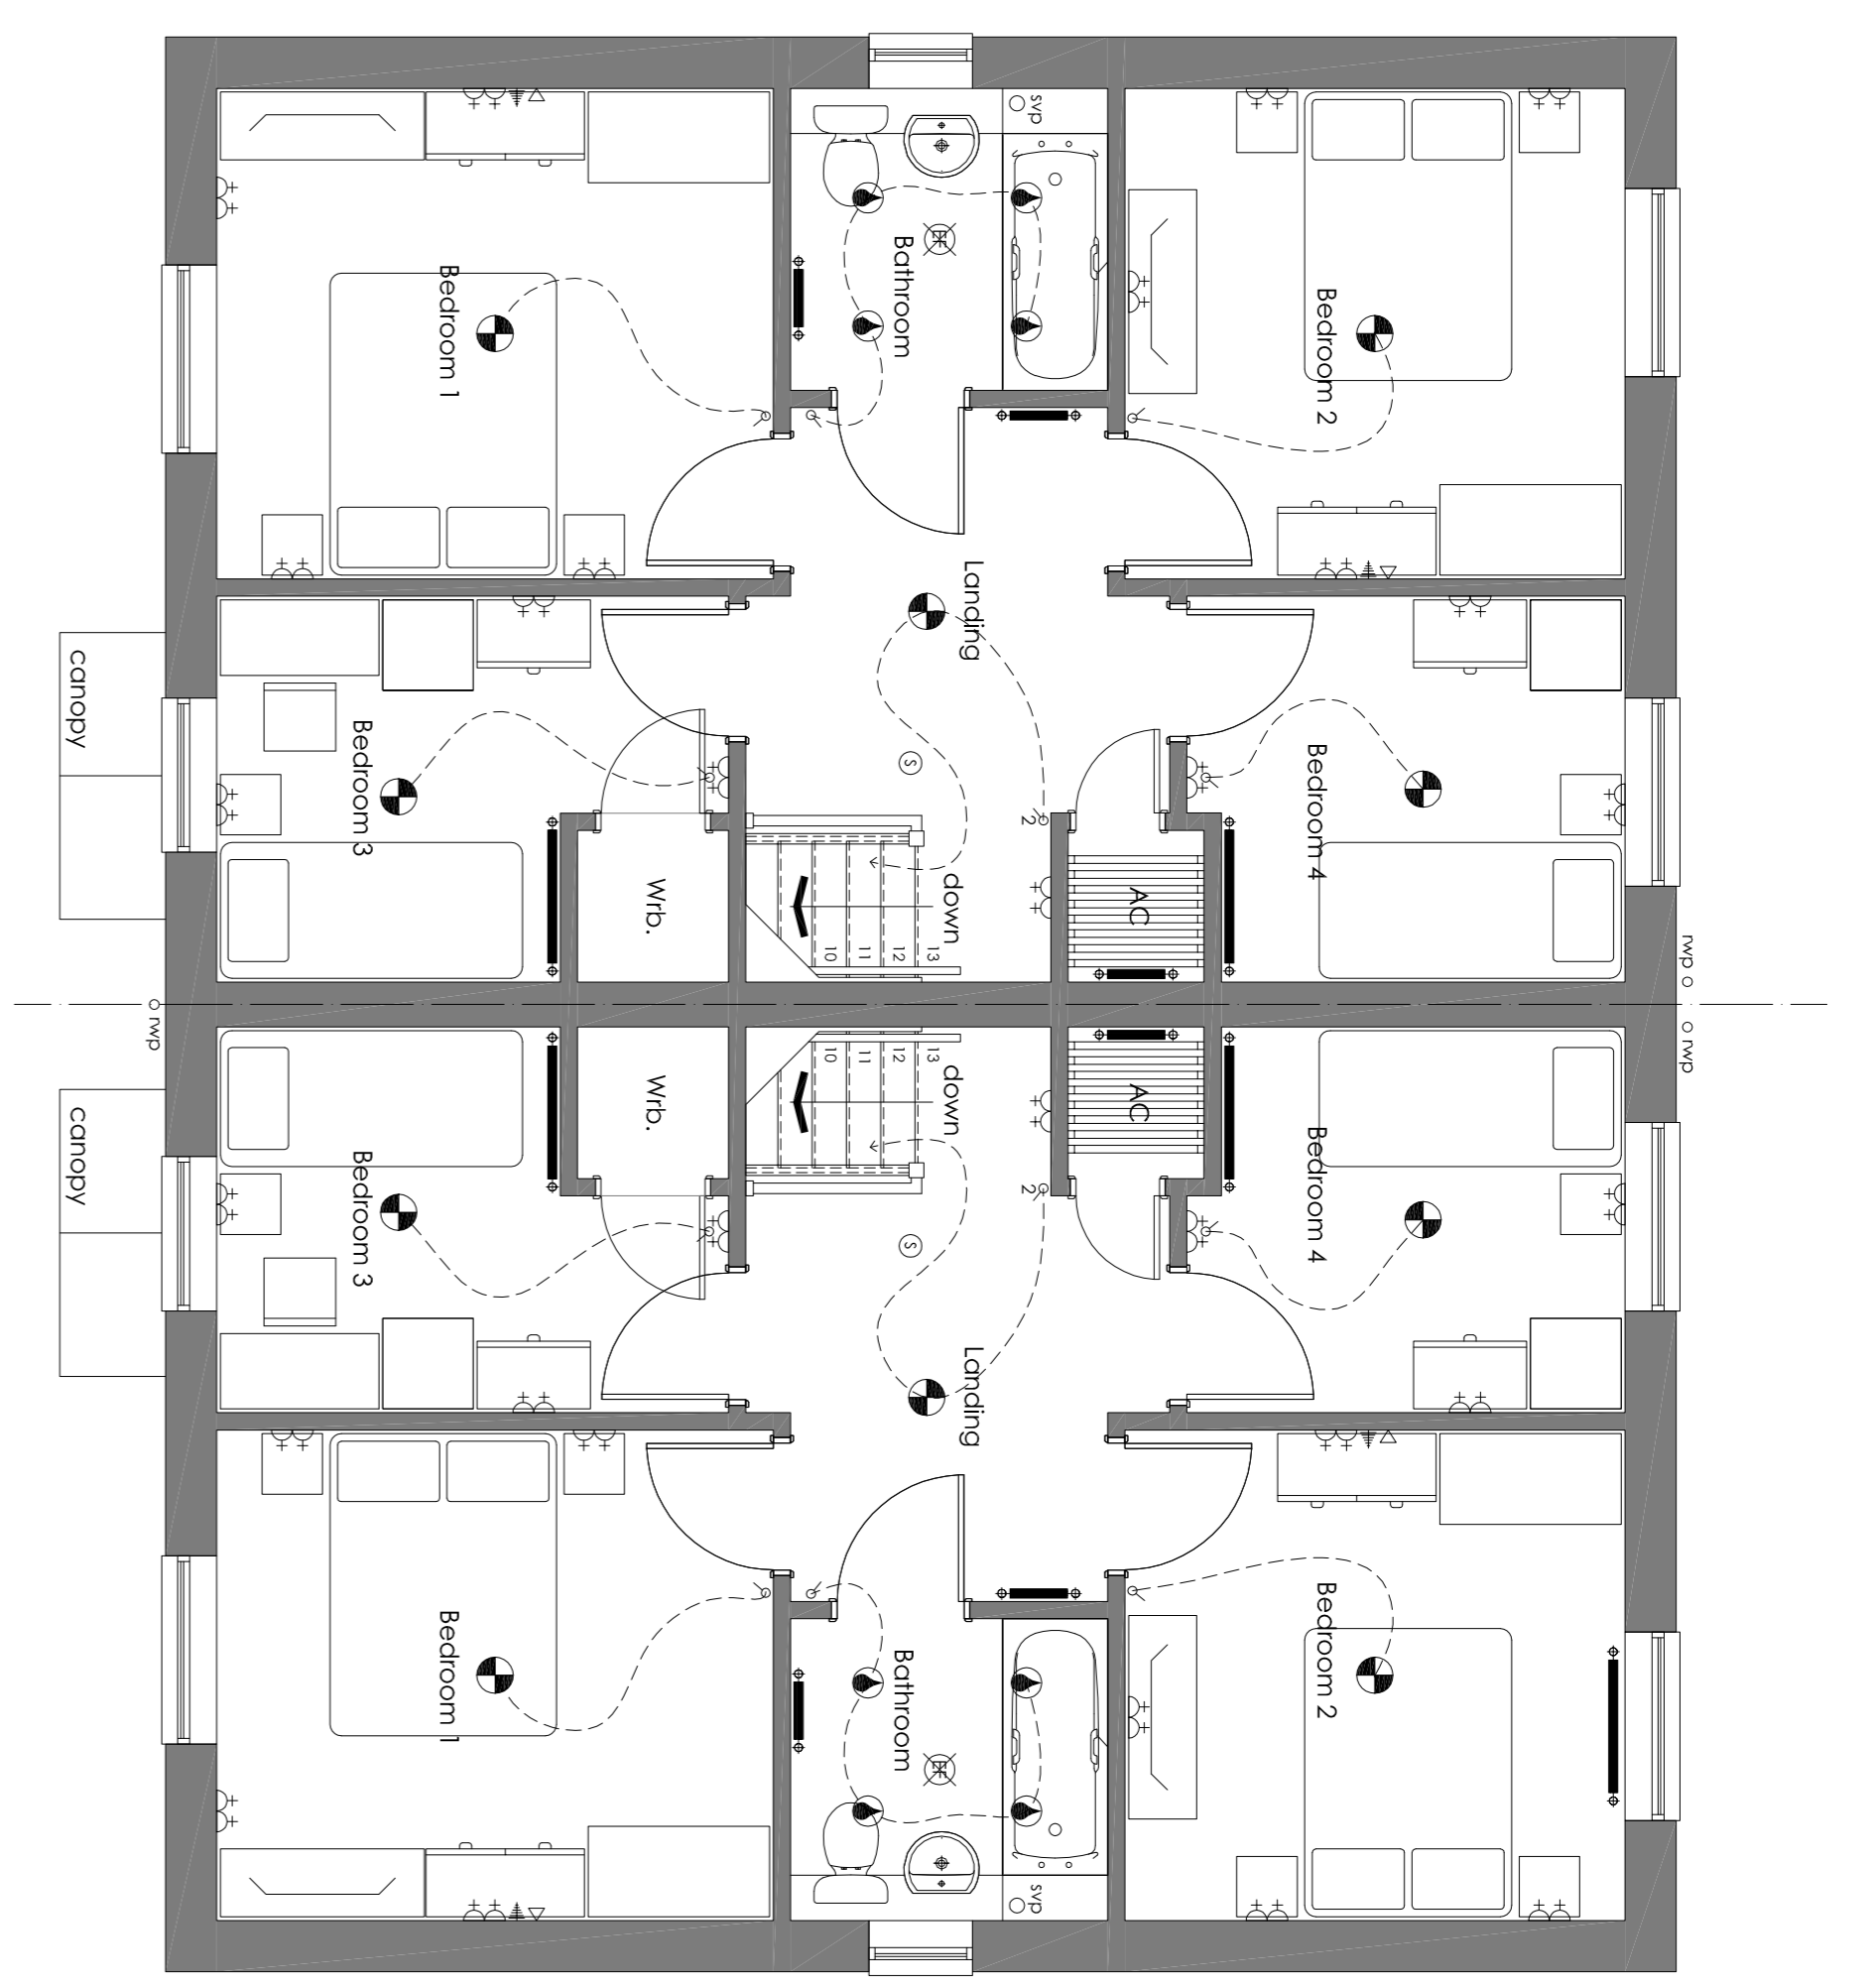 svp
Bathroom
Bedroom 1
Bedroom 2
Landing
canopy
Bedroom 3
Bedroom 4
S
2
Wrb.
down
AC
10
11
12
13
rwp
rwp
rwp
10
11
12
13
Wrb.
down
AC
canopy
Bedroom 3
Bedroom 4
2
S
Landing
Bedroom 1
Bedroom 2
Bathroom
svp